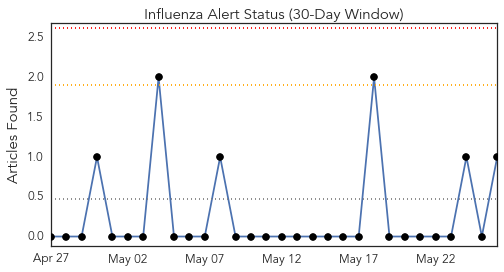 Influenza Alert Status (30-Day Window)
Articles Found
2.5
2.0
1.5
1.0
0.5
0.0
Apr 27
May 02
May 07
May 12
May 17
May 22